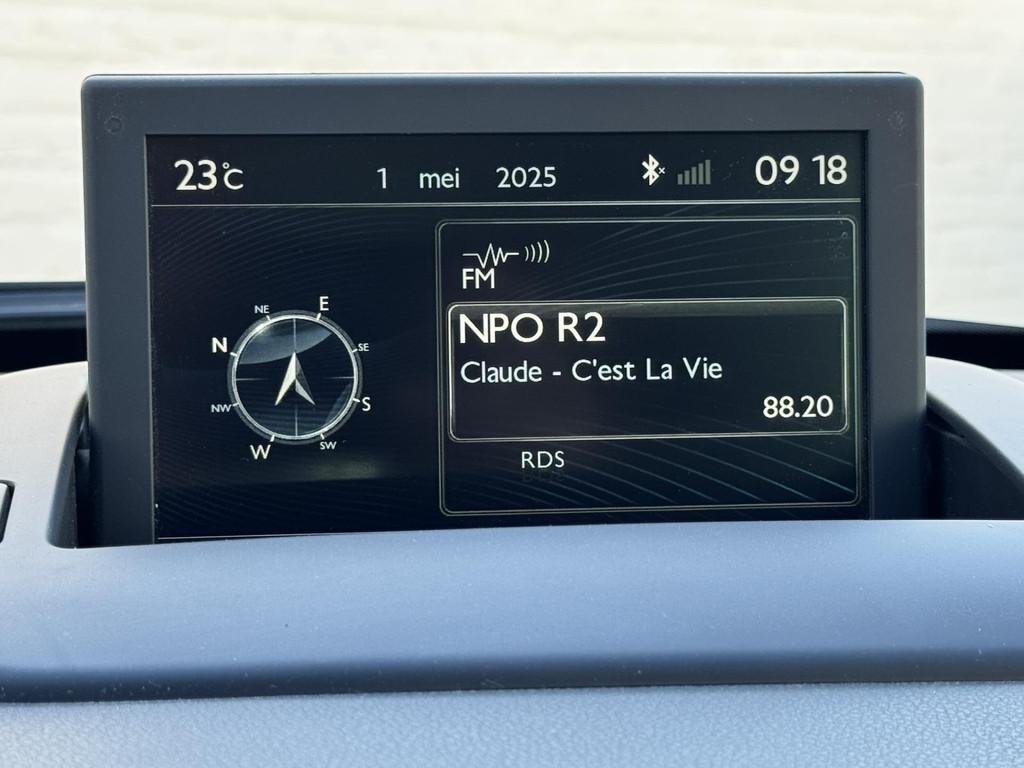 23°C 1 mei 2025 09 18
FM
NPO R2
Claude - C'est La Vie
88.20
RDS
E
NE
SE
N
NW
S
W
SW